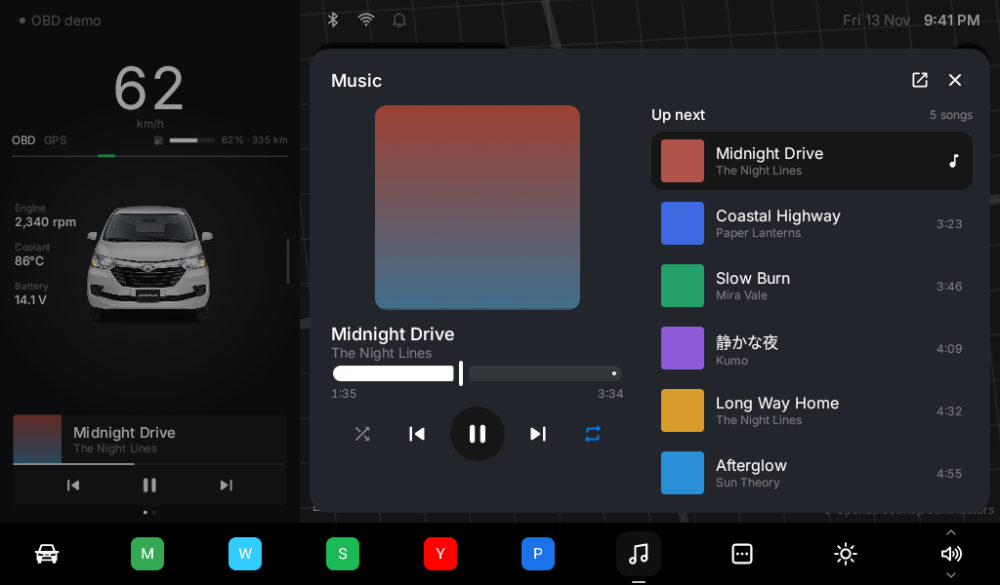 OBD demo
Fri 13 Nov 9:41 PM
62
km/h
OBD GPS 62% · 335 km
Engine
2,340 rpm
Coolant
86°C
Battery
14.1 V
Midnight Drive
The Night Lines
Music
Midnight Drive
The Night Lines
1:35 3:34
Up next 5 songs
Midnight Drive
The Night Lines
Coastal Highway
Paper Lanterns
3:23
Slow Burn
Mira Vale
3:46
静かな夜
Kumo
4:09
Long Way Home
The Night Lines
4:32
Afterglow
Sun Theory
4:55
M W S Y P